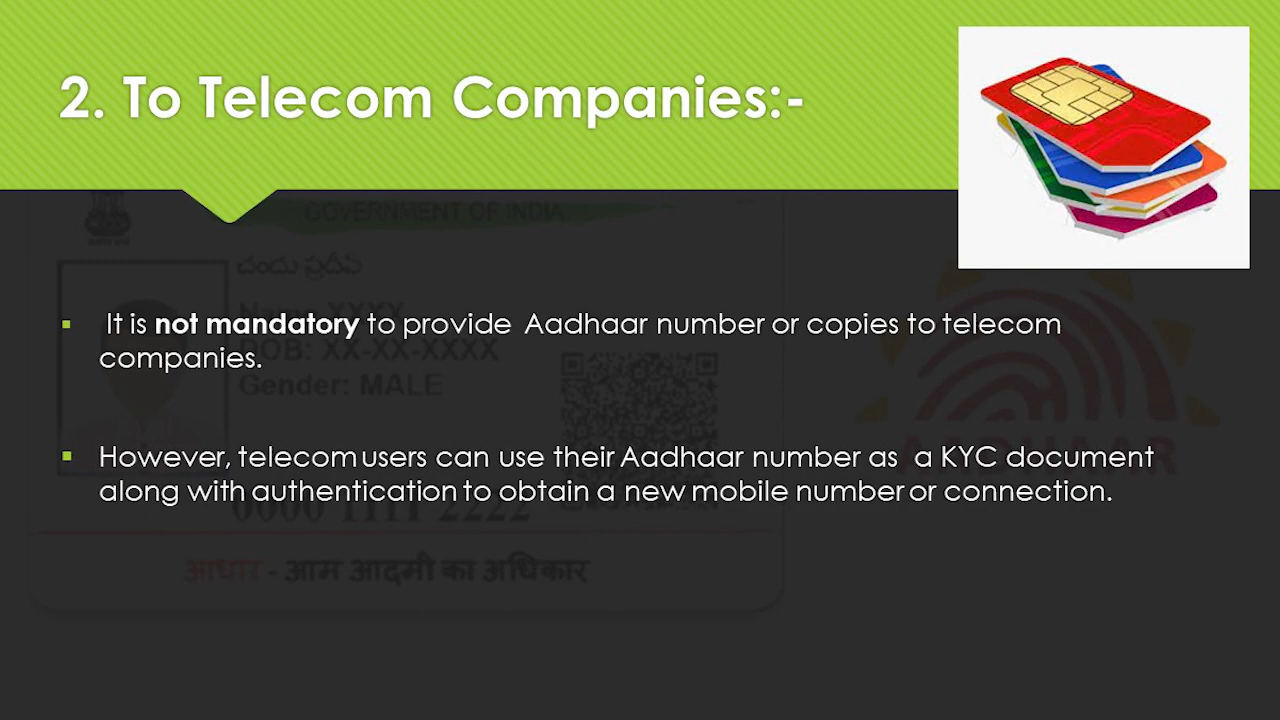 2. To Telecom Companies:-
GOVERNMENT OF INDIA
చందు ప్రదీప్
It is not mandatory to provide Aadhaar number or copies to telecom
companies.
DOB: XX-XX-XXXX
Gender: MALE
However, telecom users can use their Aadhaar number as a KYC document
along with authentication to obtain a new mobile number or connection.
0000 1111 2222
AADHAAR
आधार - आम आदमी का अधिकार